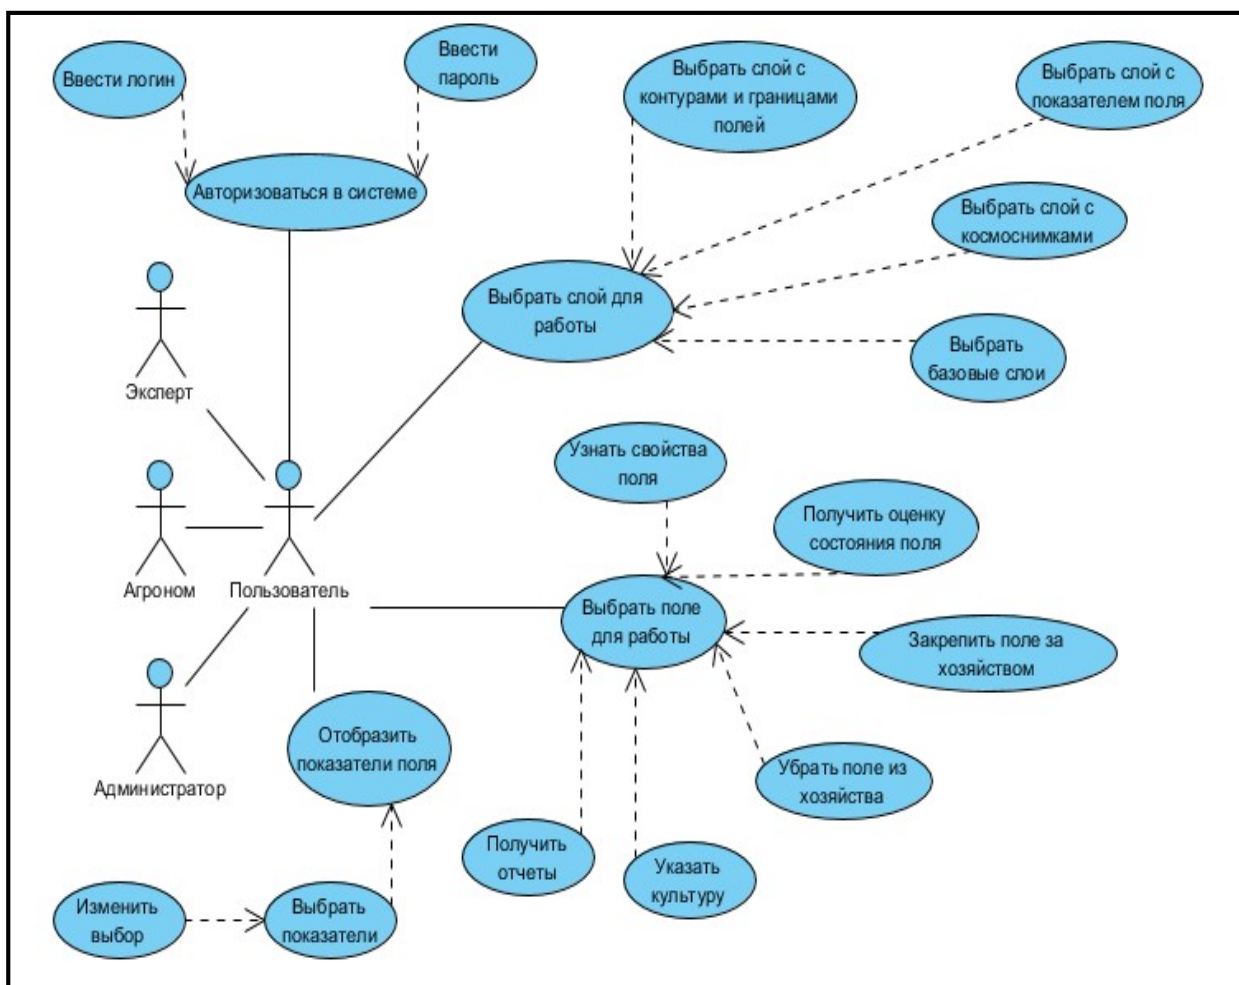 Ввести логин
Ввести
пароль
Выбрать слой с
контурами и границами
полей
Выбрать слой с
показателем поля
Авторизоваться в системе
Выбрать слой с
космоснимками
Выбрать слой для
работы
Выбрать
базовые слои
Эксперт
Узнать свойства
поля
Получить оценку
состояния поля
Агроном
Пользователь
Выбрать поле
для работы
Закрепить поле за
хозяйством
Отобразить
показатели поля
Администратор
Убрать поле из
хозяйства
Получить
отчеты
Указать
культуру
Изменить
выбор
Выбрать
показатели